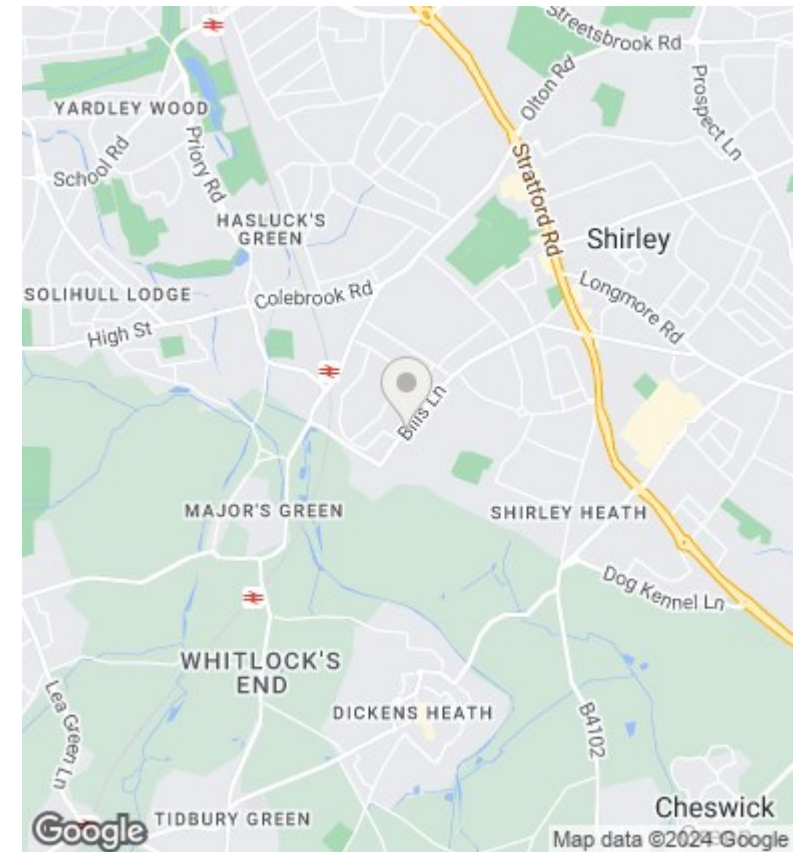 Streetsbrook Rd
Olton Rd
Prospect Ln
YARDLEY WOOD
School Rd
Priory Rd
Stratford Rd
HASLUCK'S
GREEN
Shirley
SOLIHULL LODGE
Colebrook Rd
Longmore Rd
High St
Bills Ln
MAJOR'S GREEN
SHIRLEY HEATH
Dog Kennel Ln
WHITLOCK'S
END
Lea Green Ln
DICKENS HEATH
B4102
TIDBURY GREEN
Cheswick
Green
Google
Map data ©2024 Google